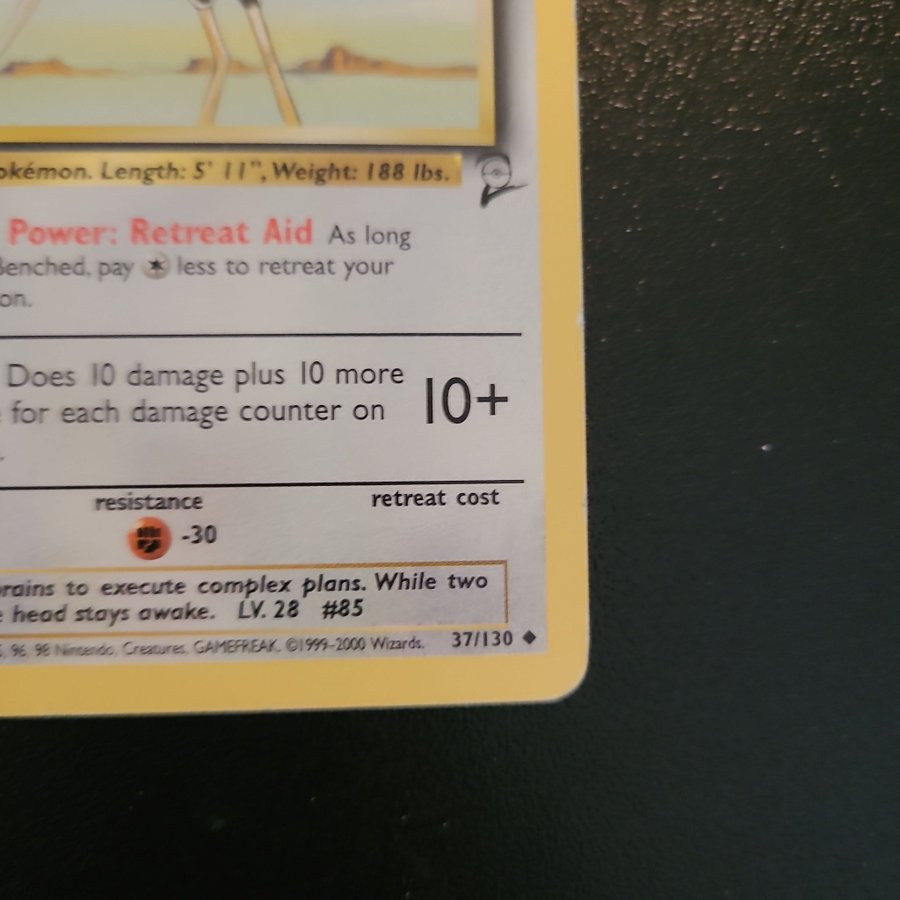 okémon. Length: 5' 11", Weight: 188 lbs.
Power: Retreat Aid As long
Benched, pay less to retreat your
on.
Does 10 damage plus 10 more
for each damage counter on
10+
resistance
retreat cost
-30
brains to execute complex plans. While two
e head stays awake. LV. 28 #85
, 96, 98 Nintendo, Creatures, GAMEFREAK. ©1999-2000 Wizards.
37/130